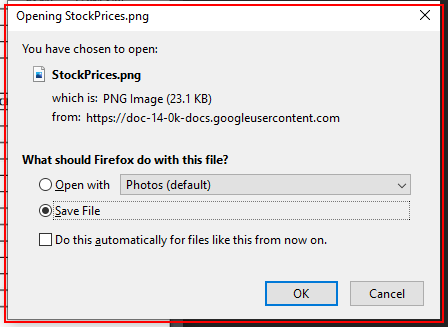 Opening StockPrices.png
You have chosen to open:
StockPrices.png
which is: PNG Image (23.1 KB)
from: https://doc-14-0k-docs.googleusercontent.com
What should Firefox do with this file?
Open with Photos (default)
Save File
Do this automatically for files like this from now on.
OK Cancel